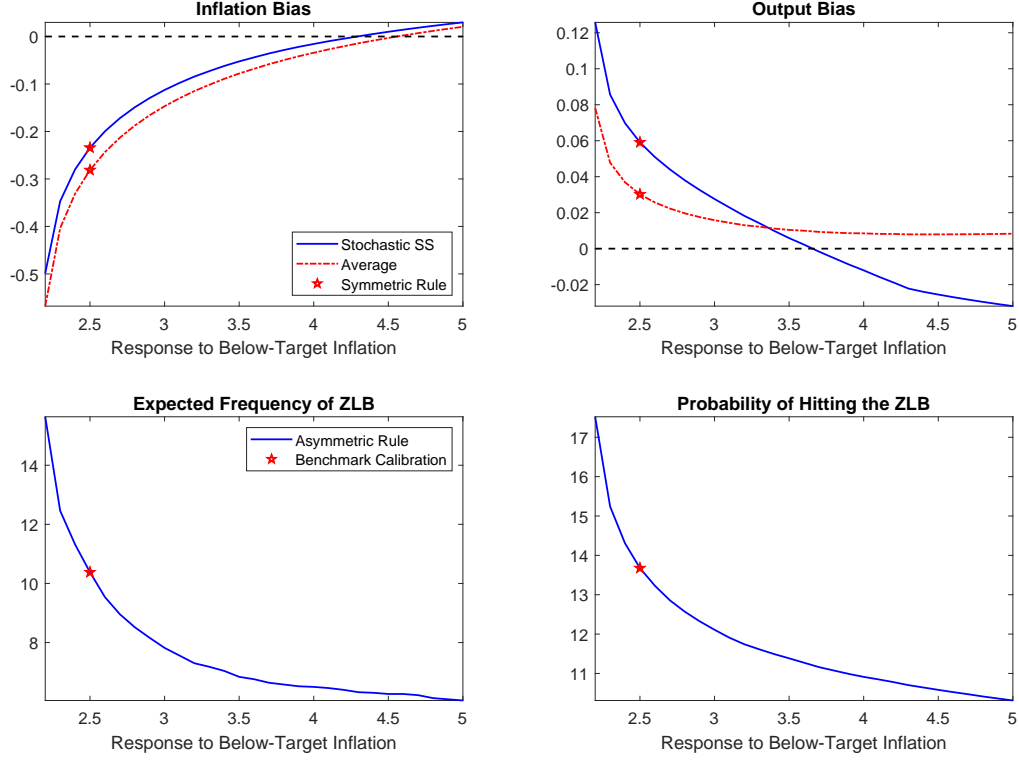 Inflation Bias
0
-0.1
-0.2
-0.3
-0.4
-0.5
2.5 3 3.5 4 4.5 5
Response to Below-Target Inflation
Stochastic SS
Average
Symmetric Rule
Output Bias
0.12
0.1
0.08
0.06
0.04
0.02
0
-0.02
2.5 3 3.5 4 4.5 5
Response to Below-Target Inflation
Expected Frequency of ZLB
14
12
10
8
2.5 3 3.5 4 4.5 5
Response to Below-Target Inflation
Asymmetric Rule
Benchmark Calibration
Probability of Hitting the ZLB
17
16
15
14
13
12
11
2.5 3 3.5 4 4.5 5
Response to Below-Target Inflation